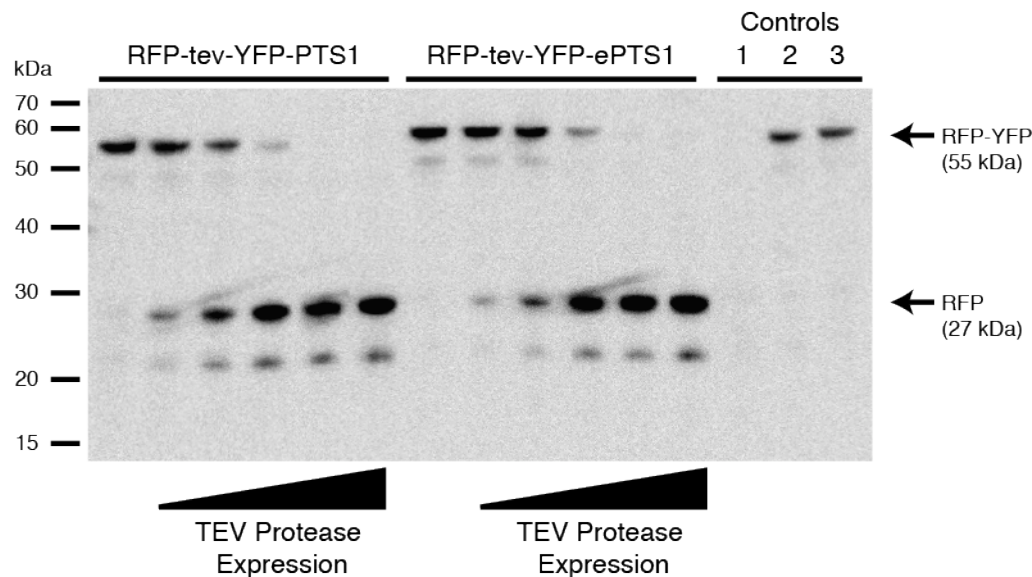 Controls
RFP-tev-YFP-PTS1 RFP-tev-YFP-ePTS1 1 2 3
kDa
70
60
50
40
30
20
15
RFP-YFP
(55 kDa)
RFP
(27 kDa)
TEV Protease
Expression
TEV Protease
Expression